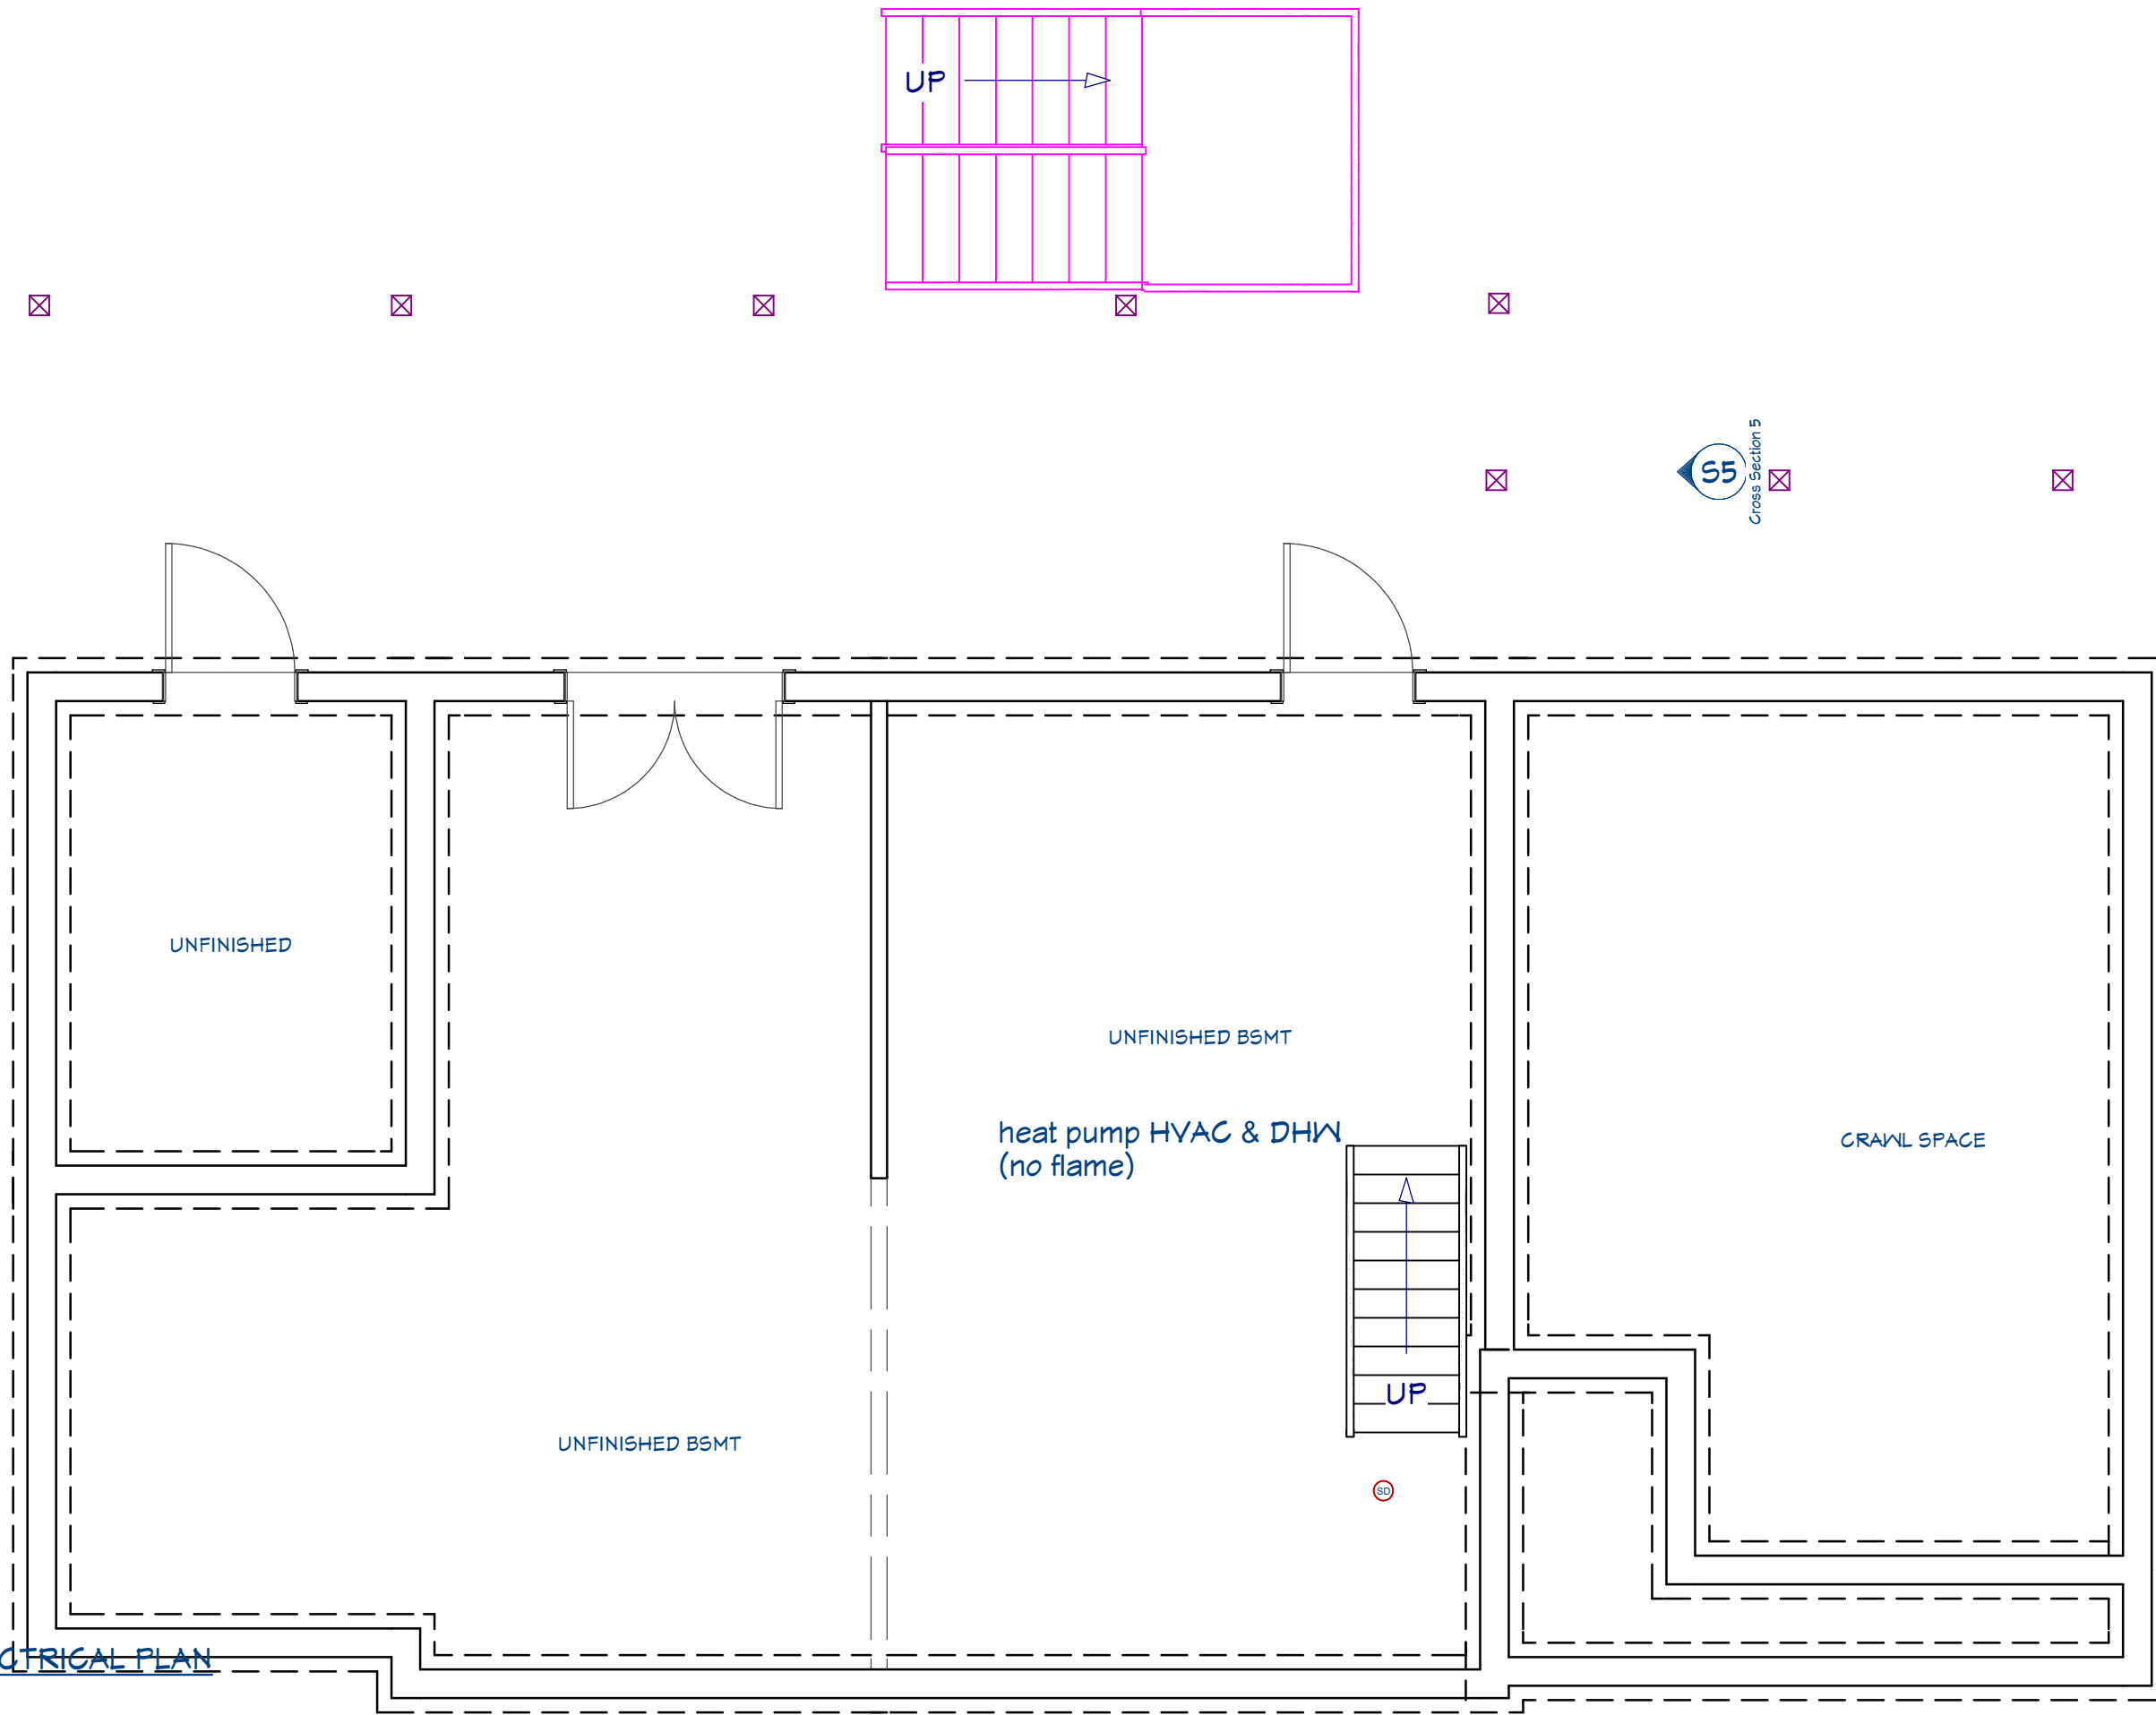 UP
S5
Cross Section 5
UNFINISHED
UNFINISHED BSMT
heat pump HVAC & DHW
(no flame)
CRAWL SPACE
UP
UNFINISHED BSMT
SD
CTRICAL PLAN